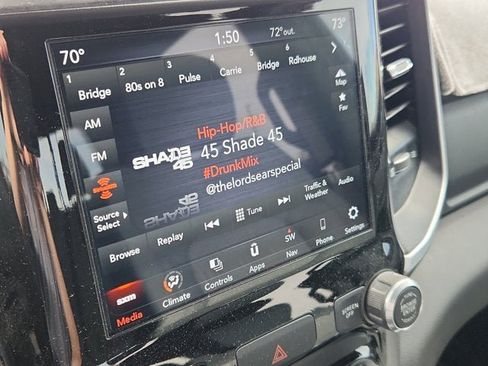 70° 1:50 72°out. 73°
1 2 3 4 5 6
Bridge 80s on 8 Pulse Carrie Bridge Rdhouse
Map
AM
Fav
FM
Hip-Hop/R&B
SHADE 45
45 Shade 45
#DrunkMix
@thelordsearspecial
Source Select
Browse Replay Tune Traffic & Weather Audio
sxm
Media Climate Controls Apps SW Nav Phone Settings
SCREEN OFF